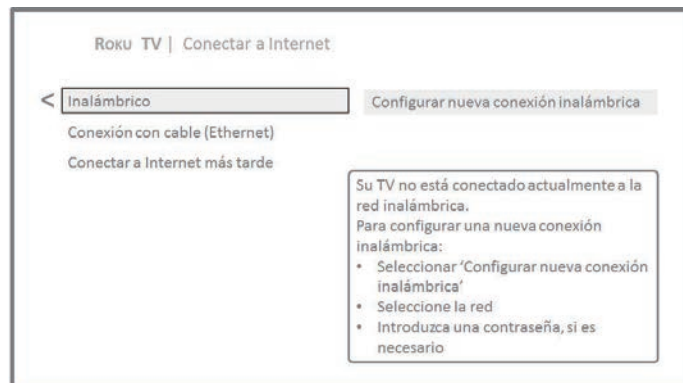 ROKU TV | Conectar a Internet
< Inalámbrico
Configurar nueva conexión inalámbrica
Conexión con cable (Ethernet)
Conectar a Internet más tarde
Su TV no está conectado actualmente a la
red inalámbrica.
Para configurar una nueva conexión
inalámbrica:
• Seleccionar ‘Configurar nueva conexión
inalámbrica’
• Seleccione la red
• Introduzca una contraseña, si es
necesario